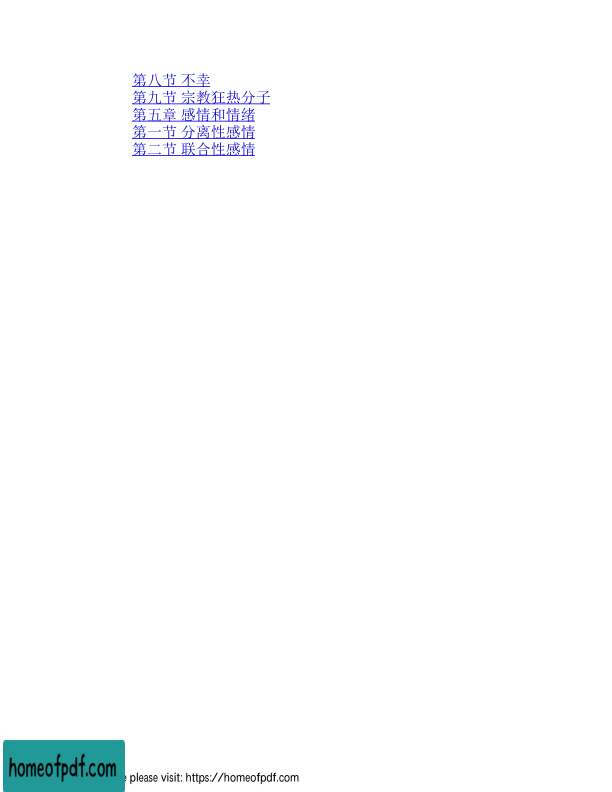 第八节 不幸
第九节 宗教狂热分子
第五章 感情和情绪
第一节 分离性感情
第二节 联合性感情
homeofpdf.com
please visit: https://homeofpdf.com